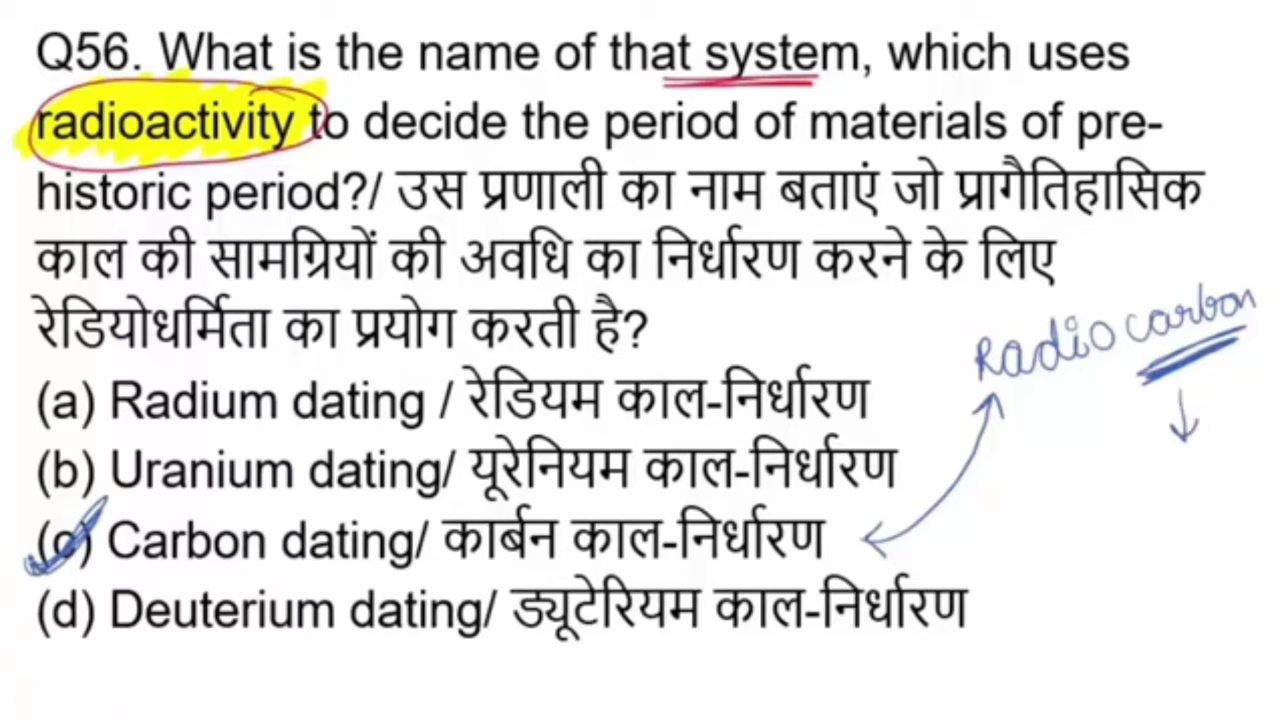 Q56. What is the name of that system, which uses
radioactivity to decide the period of materials of pre-
historic period?/ उस प्रणाली का नाम बताएं जो प्रागैतिहासिक
काल की सामग्रियों की अवधि का निर्धारण करने के लिए
रेडियोधर्मिता का प्रयोग करती है?
Radiocarbon
(a) Radium dating / रेडियम काल-निर्धारण
(b) Uranium dating/ यूरेनियम काल-निर्धारण
(c) Carbon dating/ कार्बन काल-निर्धारण
(d) Deuterium dating/ ड्यूटेरियम काल-निर्धारण